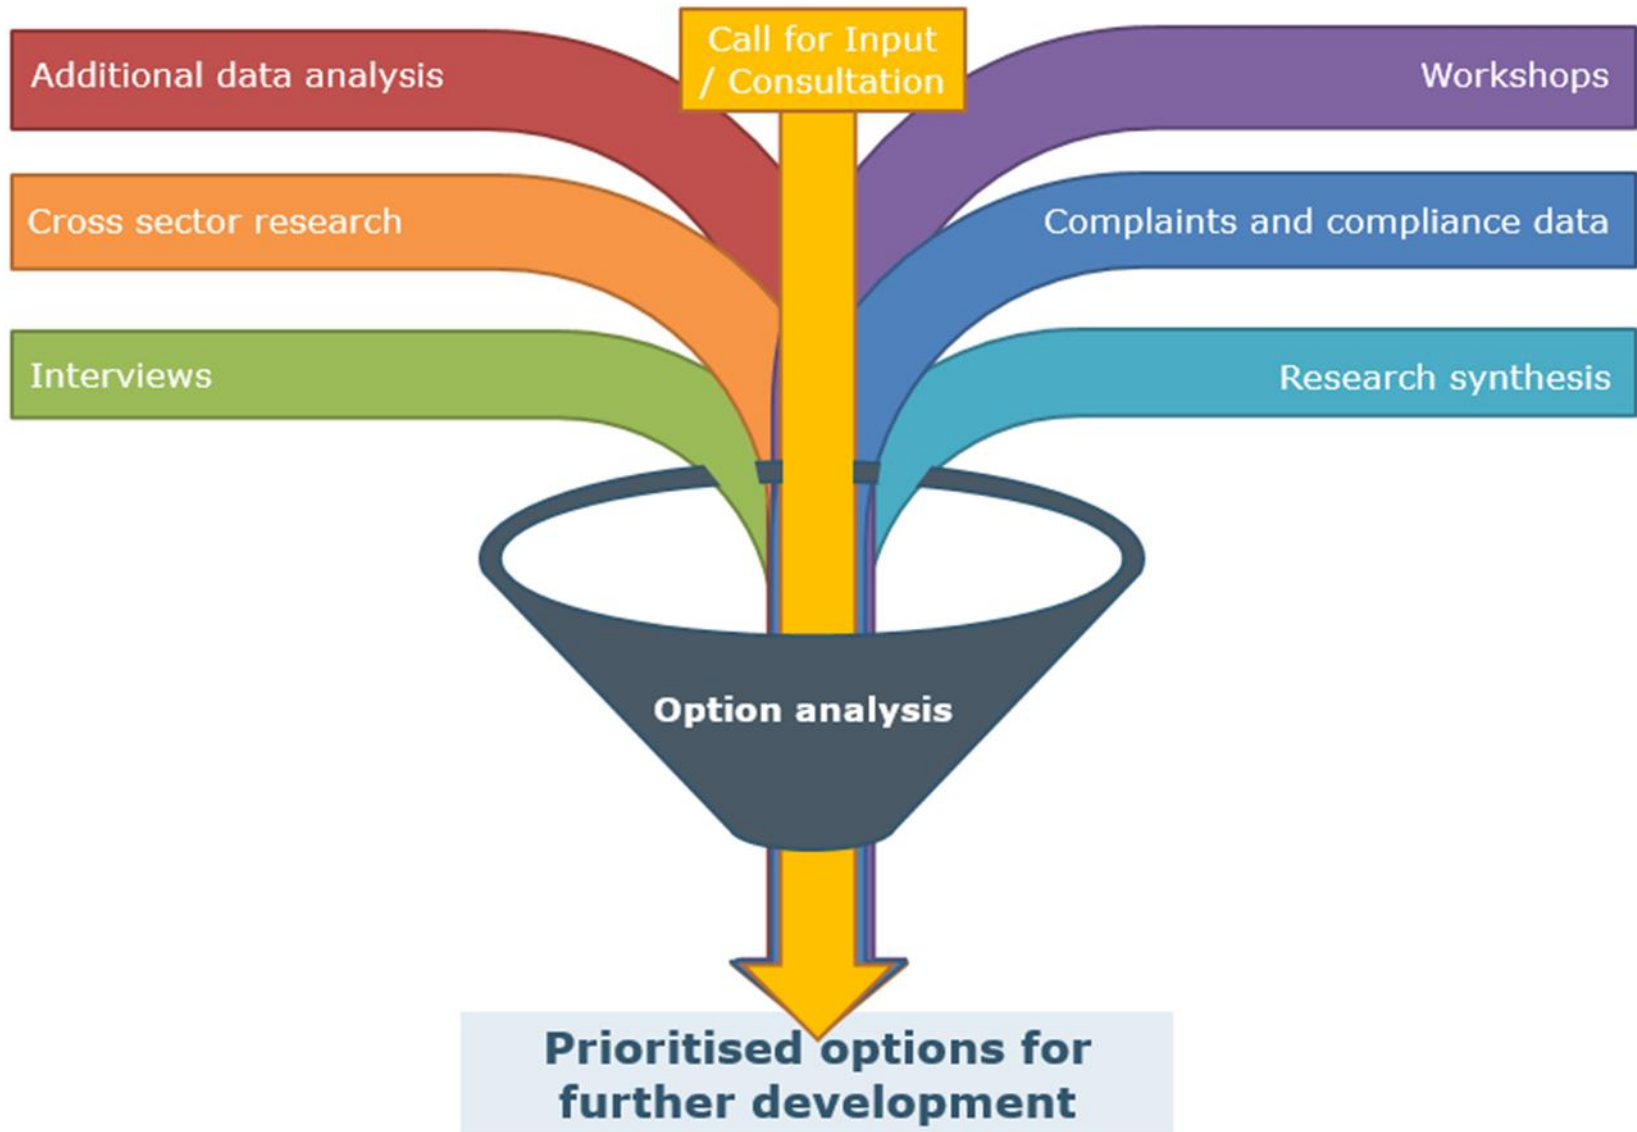 Call for Input
/ Consultation
Additional data analysis
Workshops
Cross sector research
Complaints and compliance data
Interviews
Research synthesis
Option analysis
Prioritised options for
further development